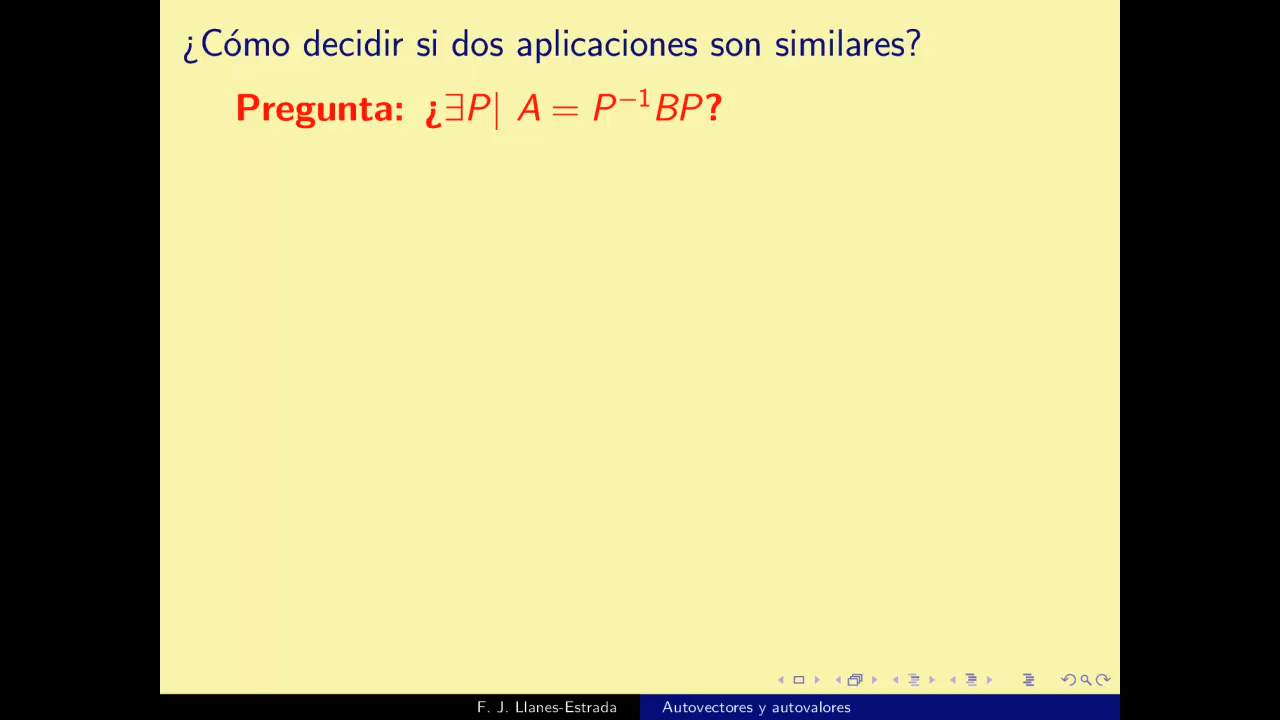 ¿Cómo decidir si dos aplicaciones son similares?
Pregunta: ¿∃P| A = P⁻¹BP?
F. J. Llanes-Estrada Autovectores y autovalores